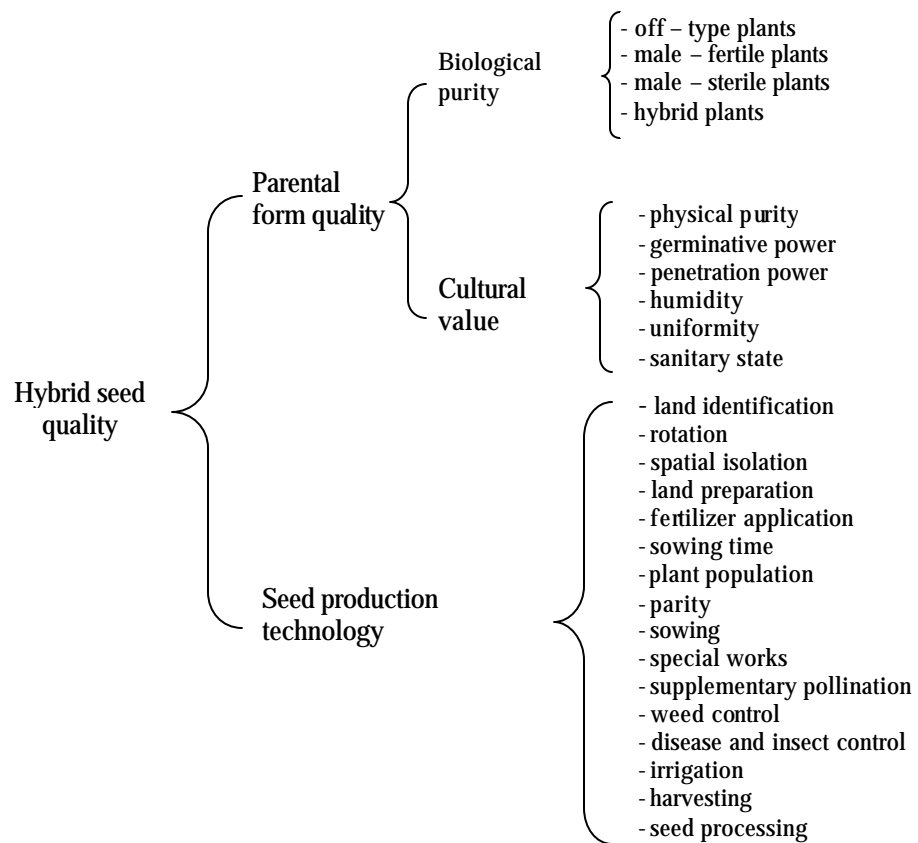 Hybrid seed
quality
Parental
form quality
Biological
purity
- off – type plants
- male – fertile plants
- male – sterile plants
- hybrid plants
Cultural
value
- physical purity
- germinative power
- penetration power
- humidity
- uniformity
- sanitary state
Seed production
technology
- land identification
- rotation
- spatial isolation
- land preparation
- fertilizer application
- sowing time
- plant population
- parity
- sowing
- special works
- supplementary pollination
- weed control
- disease and insect control
- irrigation
- harvesting
- seed processing